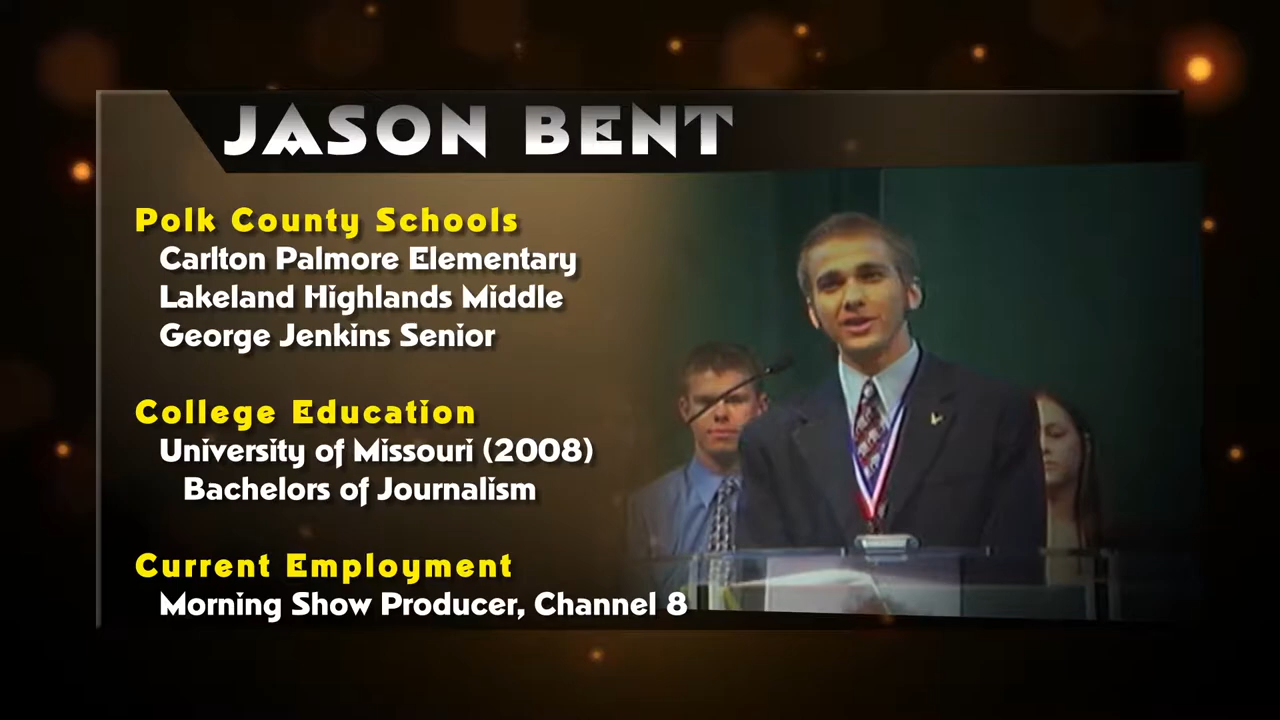 JASON BENT
Polk County Schools
Carlton Palmore Elementary
Lakeland Highlands Middle
George Jenkins Senior
College Education
University of Missouri (2008)
Bachelors of Journalism
Current Employment
Morning Show Producer, Channel 8